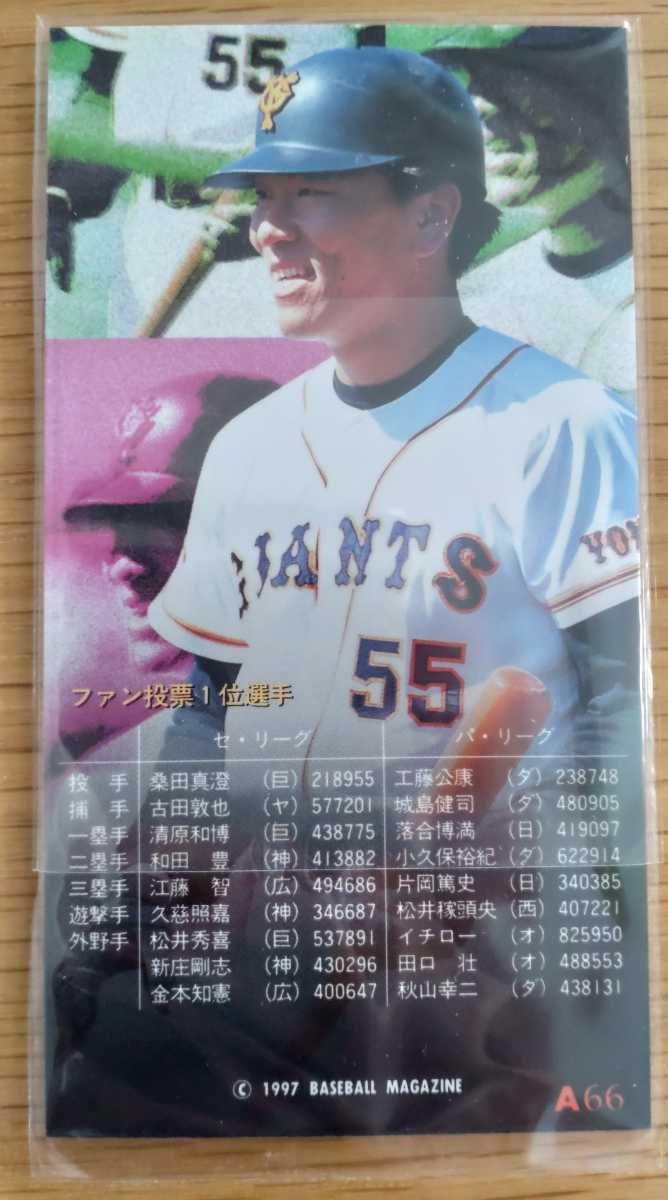 55
YG
GIANTS
YO
55
ファン投票1位選手
セ・リーグ パ・リーグ
投手 桑田真澄 (巨) 218955 工藤公康 (ダ) 238748
捕手 古田敦也 (ヤ) 577201 城島健司 (ダ) 480905
一塁手 清原和博 (巨) 438775 落合博満 (日) 419097
二塁手 和田 豊 (神) 413882 小久保裕紀 (ダ) 622914
三塁手 江藤 智 (広) 494686 片岡篤史 (日) 340385
遊撃手 久慈照嘉 (神) 346687 松井稼頭央 (西) 407221
外野手 松井秀喜 (巨) 537891 イチロー (オ) 825950
新庄剛志 (神) 430296 田口 壮 (オ) 488553
金本知憲 (広) 400647 秋山幸二 (ダ) 438131
© 1997 BASEBALL MAGAZINE
A66